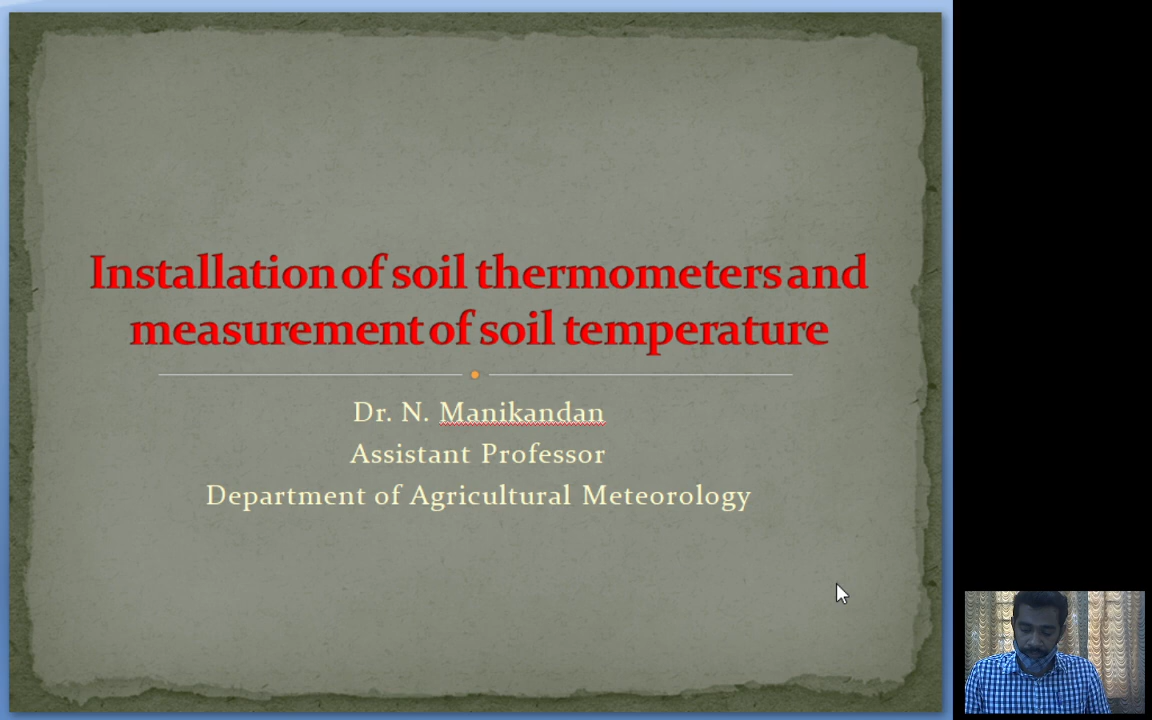 Installation of soil thermometers and
measurement of soil temperature
Dr. N. Manikandan
Assistant Professor
Department of Agricultural Meteorology